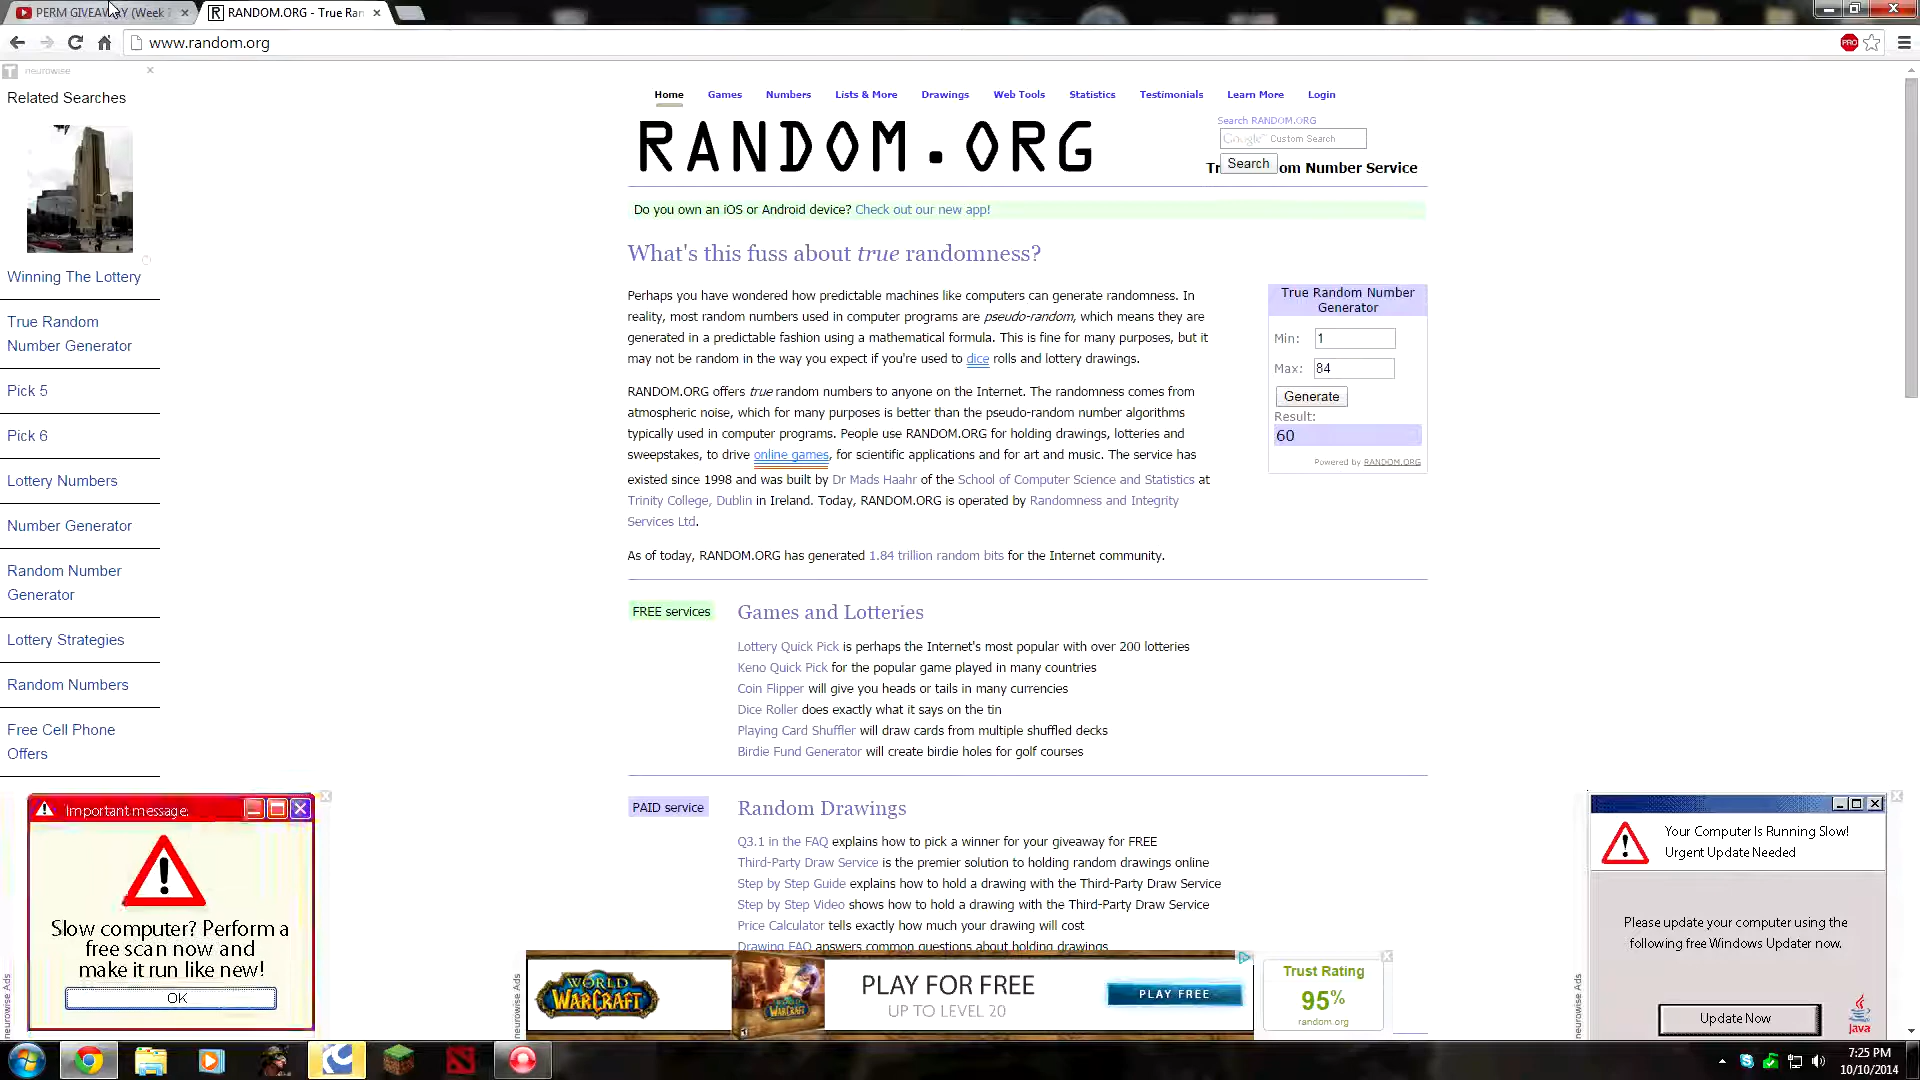 PERM GIVEAWAY (Week
RANDOM.ORG - True Ran
www.random.org
PRO
neurowise
Related Searches
Winning The Lottery
True Random
Number Generator
Pick 5
Pick 6
Lottery Numbers
Number Generator
Random Number
Generator
Lottery Strategies
Random Numbers
Free Cell Phone
Offers
Home Games Numbers Lists & More Drawings Web Tools Statistics Testimonials Learn More Login
RANDOM.ORG
Search RANDOM.ORG
Google™ Custom Search
Search
Tr om Number Service
Do you own an iOS or Android device? Check out our new app!
What's this fuss about true randomness?
Perhaps you have wondered how predictable machines like computers can generate randomness. In
reality, most random numbers used in computer programs are pseudo-random, which means they are
generated in a predictable fashion using a mathematical formula. This is fine for many purposes, but it
may not be random in the way you expect if you're used to dice rolls and lottery drawings.
RANDOM.ORG offers true random numbers to anyone on the Internet. The randomness comes from
atmospheric noise, which for many purposes is better than the pseudo-random number algorithms
typically used in computer programs. People use RANDOM.ORG for holding drawings, lotteries and
sweepstakes, to drive online games, for scientific applications and for art and music. The service has
existed since 1998 and was built by Dr Mads Haahr of the School of Computer Science and Statistics at
Trinity College, Dublin in Ireland. Today, RANDOM.ORG is operated by Randomness and Integrity
Services Ltd.
As of today, RANDOM.ORG has generated 1.84 trillion random bits for the Internet community.
True Random Number
Generator
Min: 1
Max: 84
Generate
Result:
60
Powered by RANDOM.ORG
FREE services
Games and Lotteries
Lottery Quick Pick is perhaps the Internet's most popular with over 200 lotteries
Keno Quick Pick for the popular game played in many countries
Coin Flipper will give you heads or tails in many currencies
Dice Roller does exactly what it says on the tin
Playing Card Shuffler will draw cards from multiple shuffled decks
Birdie Fund Generator will create birdie holes for golf courses
PAID service
Random Drawings
Q3.1 in the FAQ explains how to pick a winner for your giveaway for FREE
Third-Party Draw Service is the premier solution to holding random drawings online
Step by Step Guide explains how to hold a drawing with the Third-Party Draw Service
Step by Step Video shows how to hold a drawing with the Third-Party Draw Service
Price Calculator tells exactly how much your drawing will cost
Drawing FAQ answers common questions about holding drawings
Important message:
Slow computer? Perform a
free scan now and
make it run like new!
OK
neurowise Ads
WORLD
WARCRAFT
PLAY FOR FREE
UP TO LEVEL 20
PLAY FREE
neurowise Ads
Trust Rating
95%
random.org
Your Computer Is Running Slow!
Urgent Update Needed
Please update your computer using the
following free Windows Updater now.
Update Now
Java
neurowise Ads
7:25 PM
10/10/2014